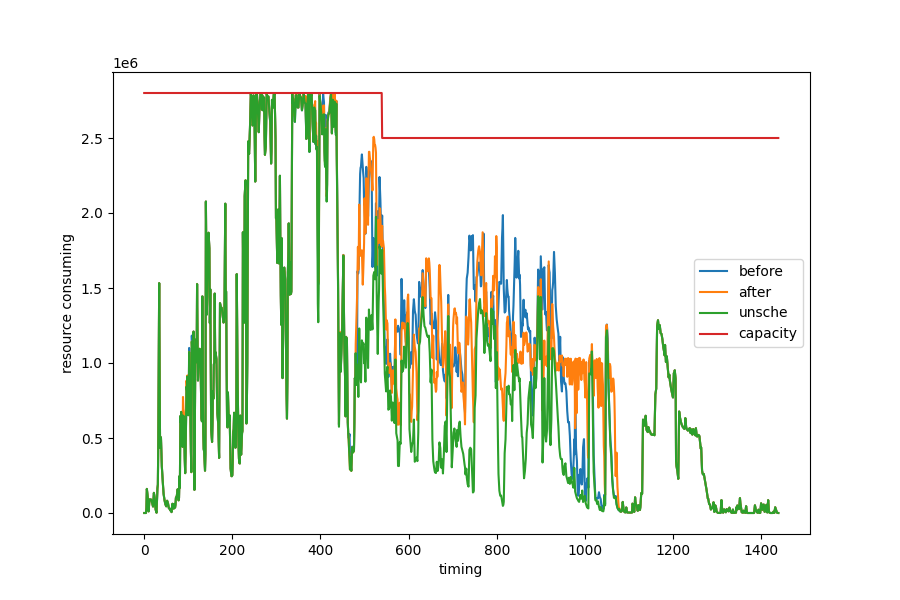 1e6
resource consuming
2.5
2.0
1.5
1.0
0.5
0.0
before
after
unsche
capacity
0 200 400 600 800 1000 1200 1400
timing